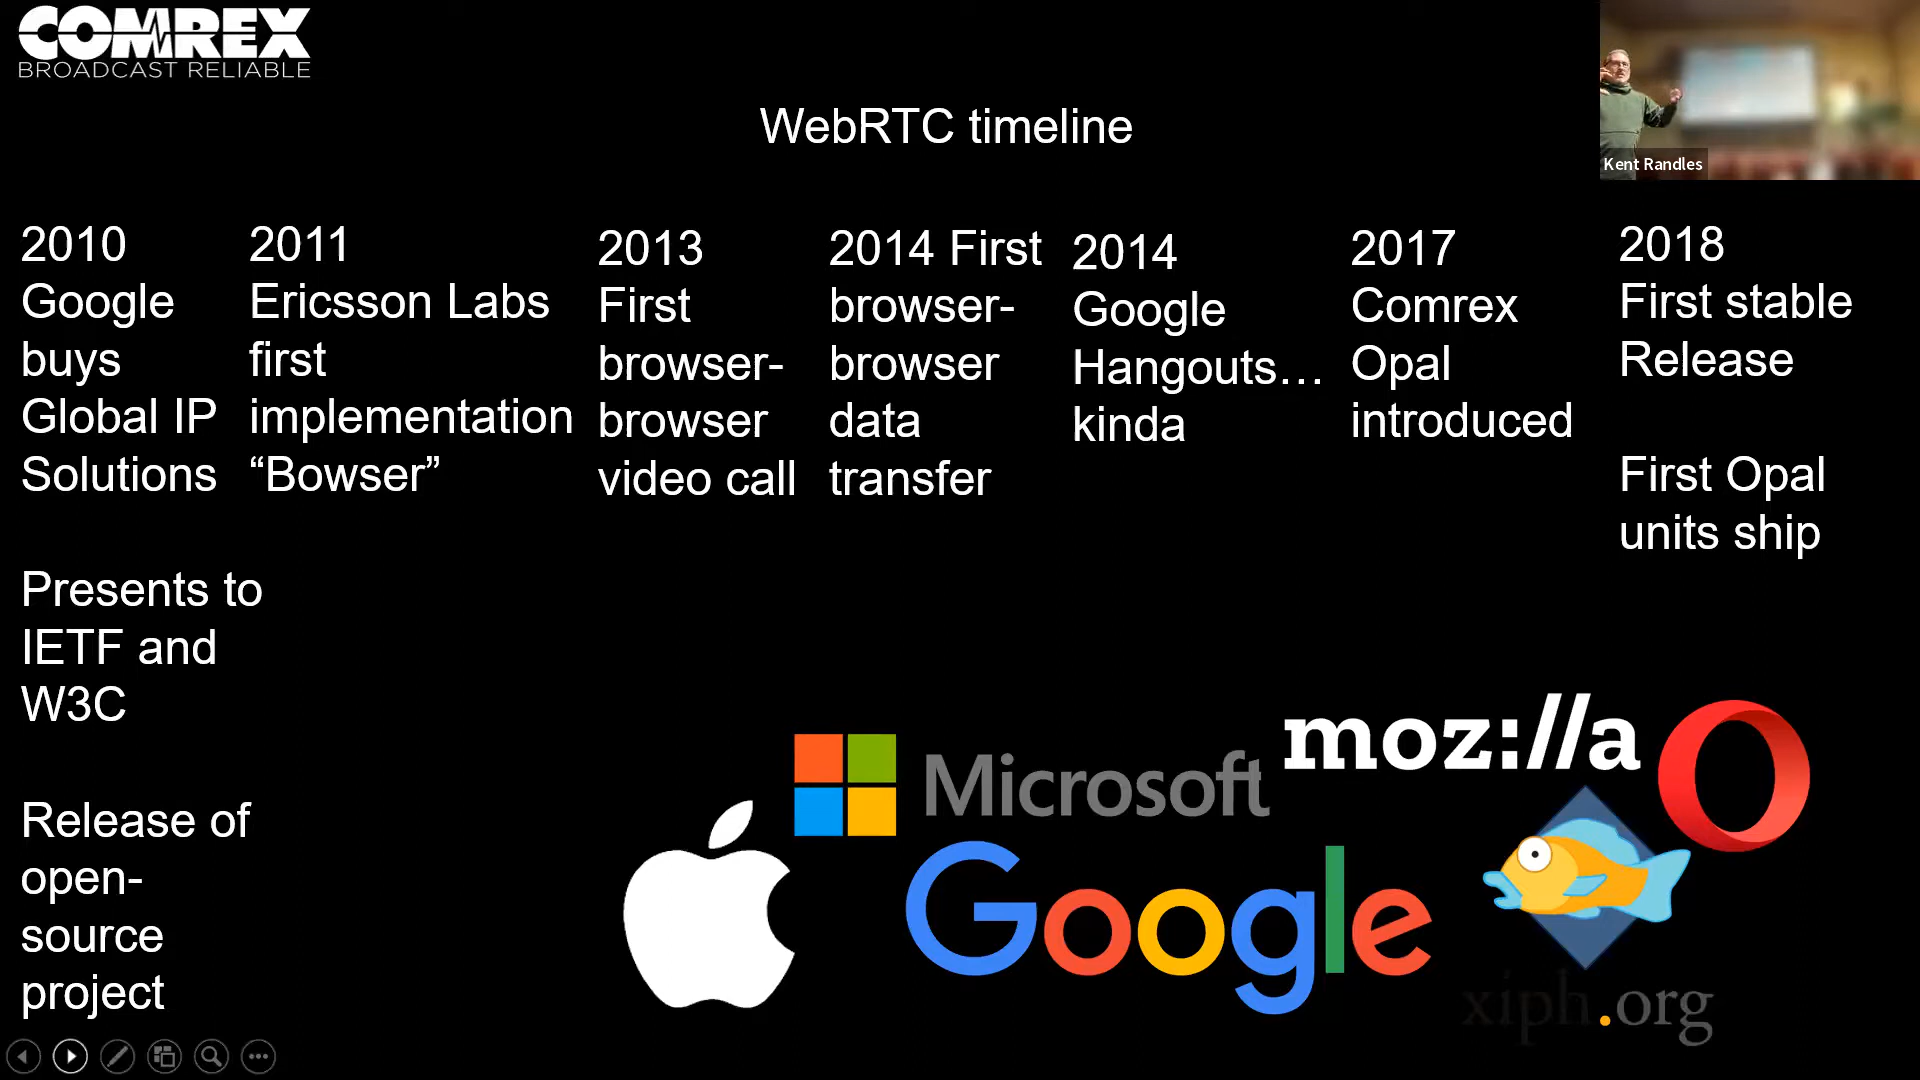 COMREX
BROADCAST RELIABLE
Kent Randles
WebRTC timeline
2010
Google
buys
Global IP
Solutions
Presents to
IETF and
W3C
Release of
open-
source
project
2011
Ericsson Labs
first
implementation
“Bowser”
2013
First
browser-
browser
video call
2014 First
browser-
browser
data
transfer
2014
Google
Hangouts…
kinda
2017
Comrex
Opal
introduced
2018
First stable
Release
First Opal
units ship
Microsoft
moz://a
Google
xiph.org